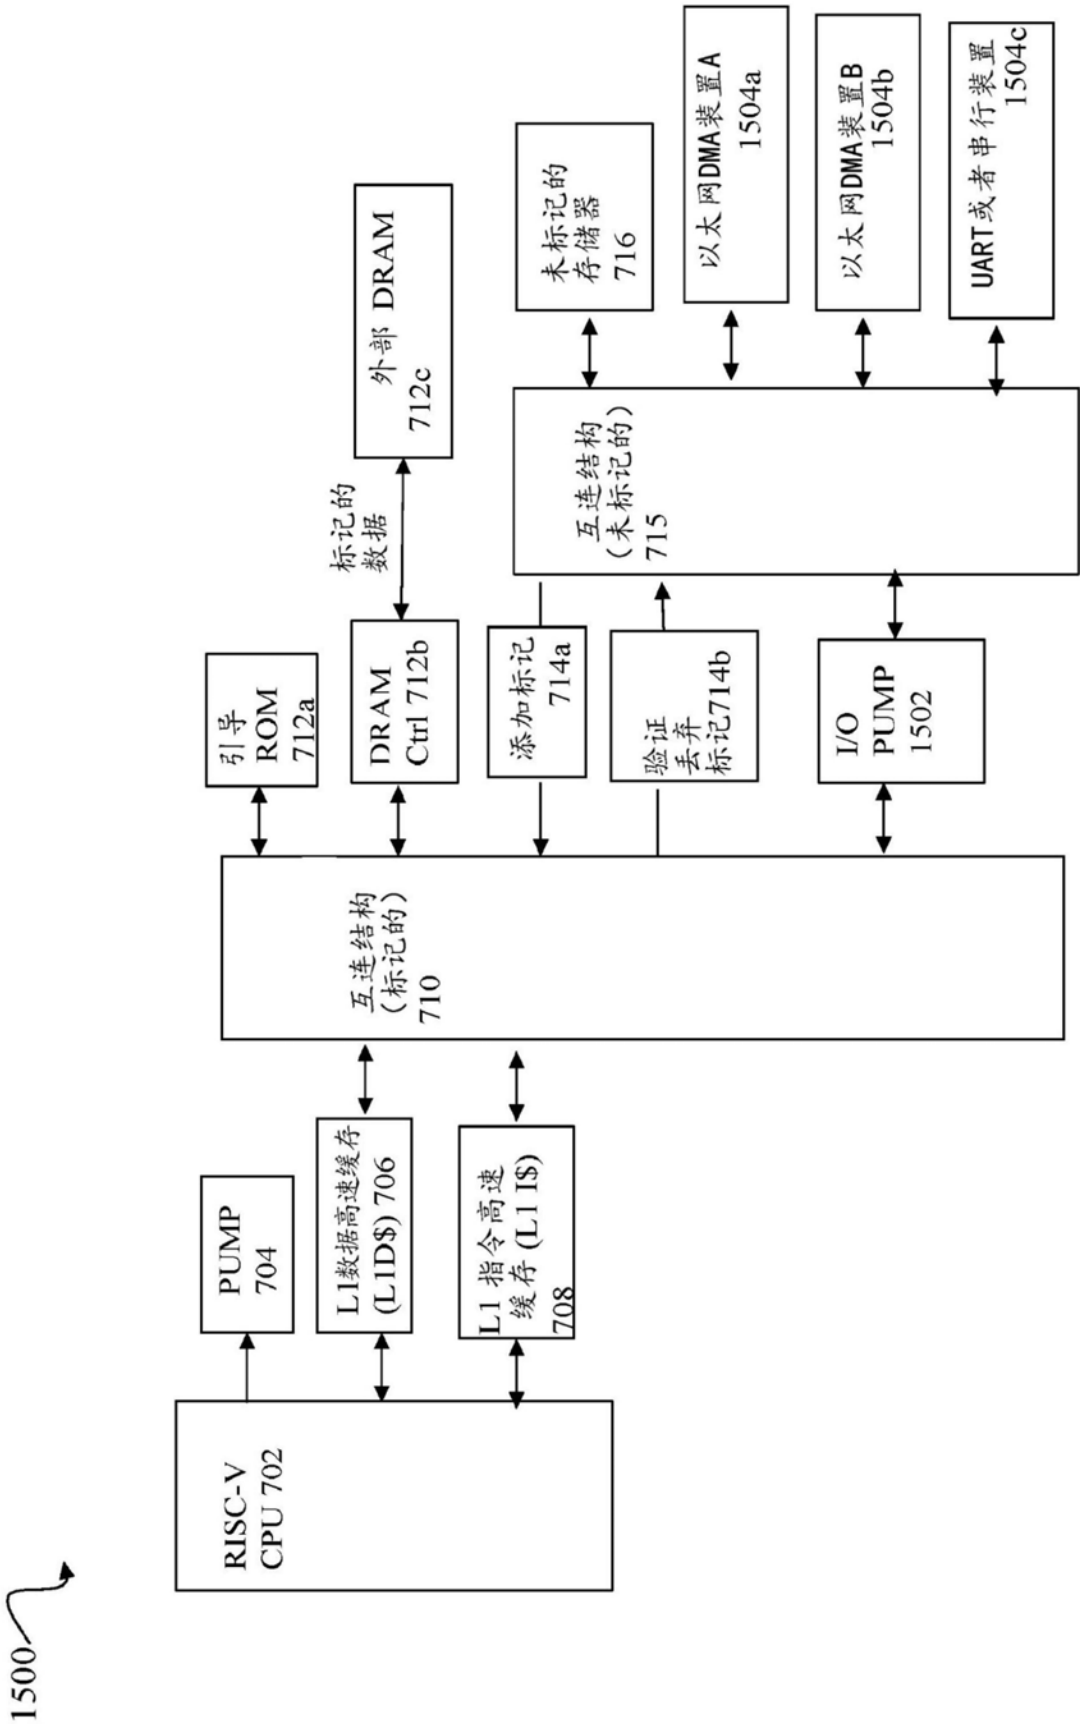 1500
RISC-V
CPU 702
PUMP
704
L1数据高速缓存
(L1D$) 706
L1 指令高速
缓存 (L1 I$)
708
互连结构
(标记的)
710
引导
ROM
712a
DRAM
Ctrl 712b
标记的
数据
外部 DRAM
712c
添加标记
714a
验证
丢弃
标记714b
I/O
PUMP
1502
互连结构
(未标记的)
715
未标记的
存储器
716
以太网DMA装置A
1504a
以太网DMA装置B
1504b
UART或者串行装置
1504c